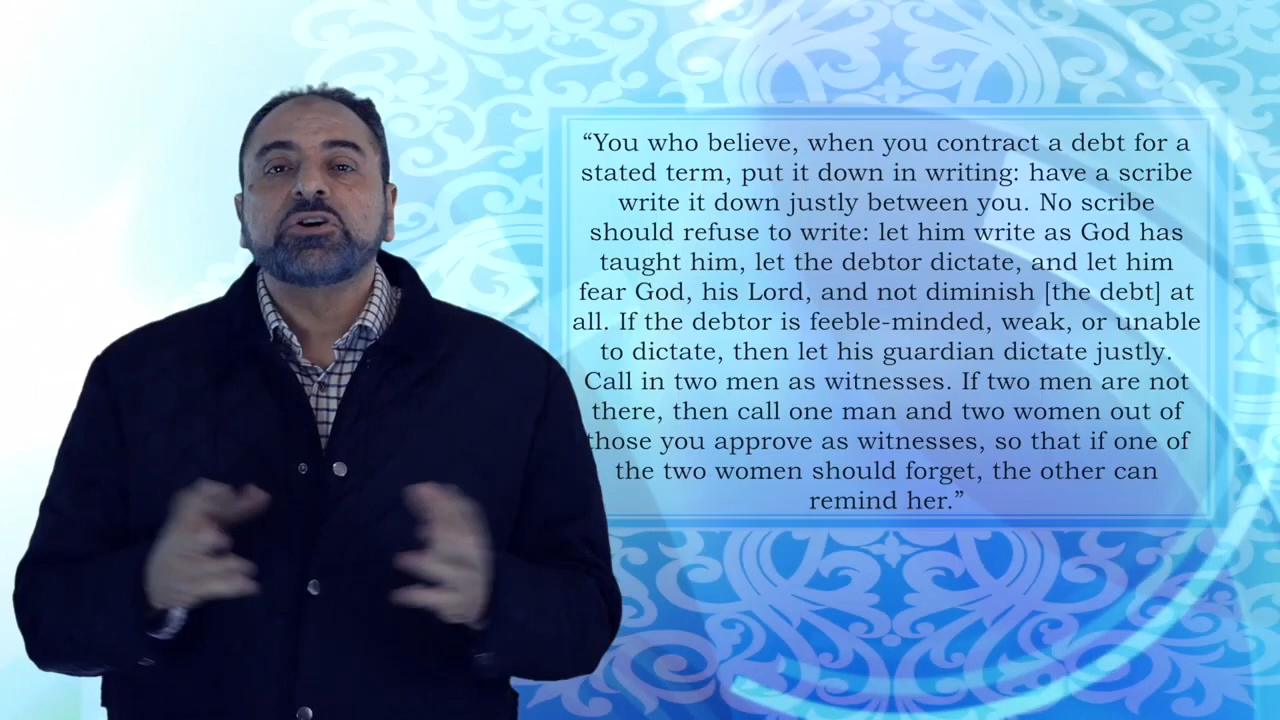 “You who believe, when you contract a debt for a
stated term, put it down in writing: have a scribe
write it down justly between you. No scribe
should refuse to write: let him write as God has
taught him, let the debtor dictate, and let him
fear God, his Lord, and not diminish [the debt] at
all. If the debtor is feeble-minded, weak, or unable
to dictate, then let his guardian dictate justly.
Call in two men as witnesses. If two men are not
there, then call one man and two women out of
those you approve as witnesses, so that if one of
the two women should forget, the other can
remind her.”